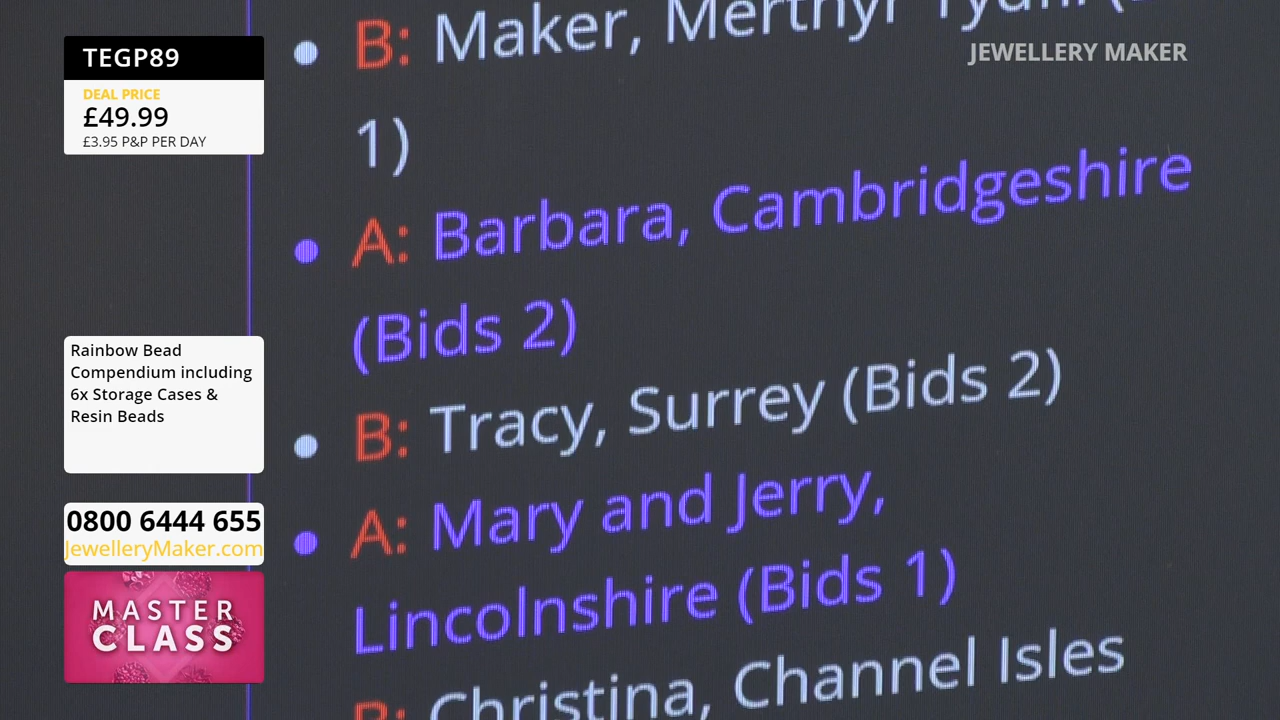 TEGP89
DEAL PRICE
£49.99
£3.95 P&P PER DAY
Rainbow Bead
Compendium including
6x Storage Cases &
Resin Beads
0800 6444 655
JewelleryMaker.com
MASTER
CLASS
JEWELLERY MAKER
B: Maker, Merthyr Tydfil
1)
A: Barbara, Cambridgeshire
(Bids 2)
B: Tracy, Surrey (Bids 2)
A: Mary and Jerry,
Lincolnshire (Bids 1)
B: Christina, Channel Isles